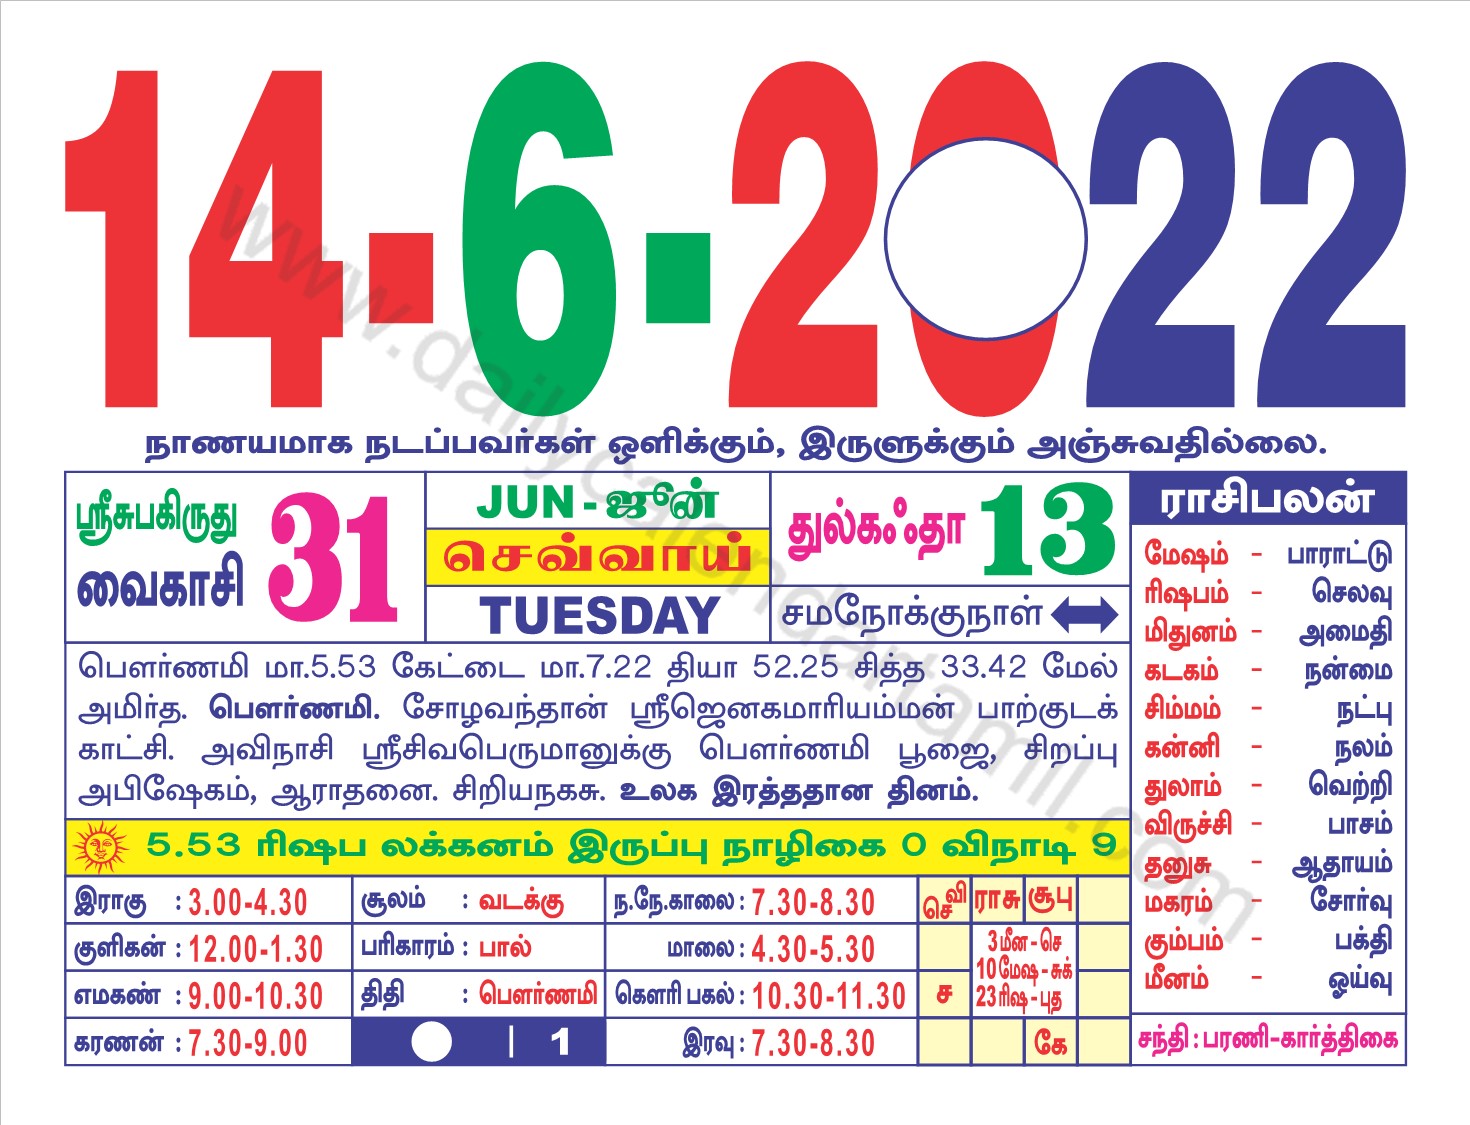 14-6-2022
நாணயமாக நடப்பவர்கள் ஒளிக்கும், இருளுக்கும் அஞ்சுவதில்லை.
ஸ்ரீசுபகிருது
வைகாசி 31
JUN - ஜூன்
செவ்வாய்
TUESDAY
துல்கஃதா 13
சமநோக்குநாள்
பௌர்ணமி மா.5.53 கேட்டை மா.7.22 தியா 52.25 சித்த 33.42 மேல்
அமிர்த. பௌர்ணமி. சோழவந்தான் ஸ்ரீஜெனகமாரியம்மன் பாற்குடக்
காட்சி. அவிநாசி ஸ்ரீசிவபெருமானுக்கு பௌர்ணமி பூஜை, சிறப்பு
அபிஷேகம், ஆராதனை. சிறியநகசு. உலக இரத்ததான தினம்.
5.53 ரிஷப லக்கனம் இருப்பு நாழிகை 0 விநாடி 9
இராகு : 3.00-4.30
குளிகன் : 12.00-1.30
எமகண் : 9.00-10.30
கரணன் : 7.30-9.00
சூலம் : வடக்கு
பரிகாரம் : பால்
திதி : பௌர்ணமி
| 1
ந.நே.காலை : 7.30-8.30
மாலை : 4.30-5.30
கௌரி பகல் : 10.30-11.30
இரவு : 7.30-8.30
செ வி ராசு சூபு
3 மீன - செ
10 மேஷ - சுக்
23 ரிஷ - புத
ச
கே
ராசிபலன்
மேஷம் - பாராட்டு
ரிஷபம் - செலவு
மிதுனம் - அமைதி
கடகம் - நன்மை
சிம்மம் - நட்பு
கன்னி - நலம்
துலாம் - வெற்றி
விருச்சி - பாசம்
தனுசு - ஆதாயம்
மகரம் - சோர்வு
கும்பம் - பக்தி
மீனம் - ஓய்வு
சந்தி : பரணி-கார்த்திகை
www.dailycalendartamil.com